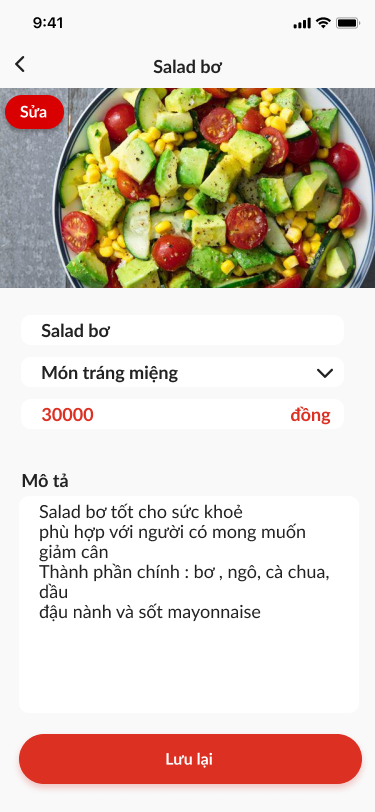 9:41
Salad bơ
Sửa
Salad bơ
Món tráng miệng
30000 đồng
Mô tả
Salad bơ tốt cho sức khoẻ
phù hợp với người có mong muốn
giảm cân
Thành phần chính : bơ , ngô, cà chua,
dầu
đậu nành và sốt mayonnaise
Lưu lại